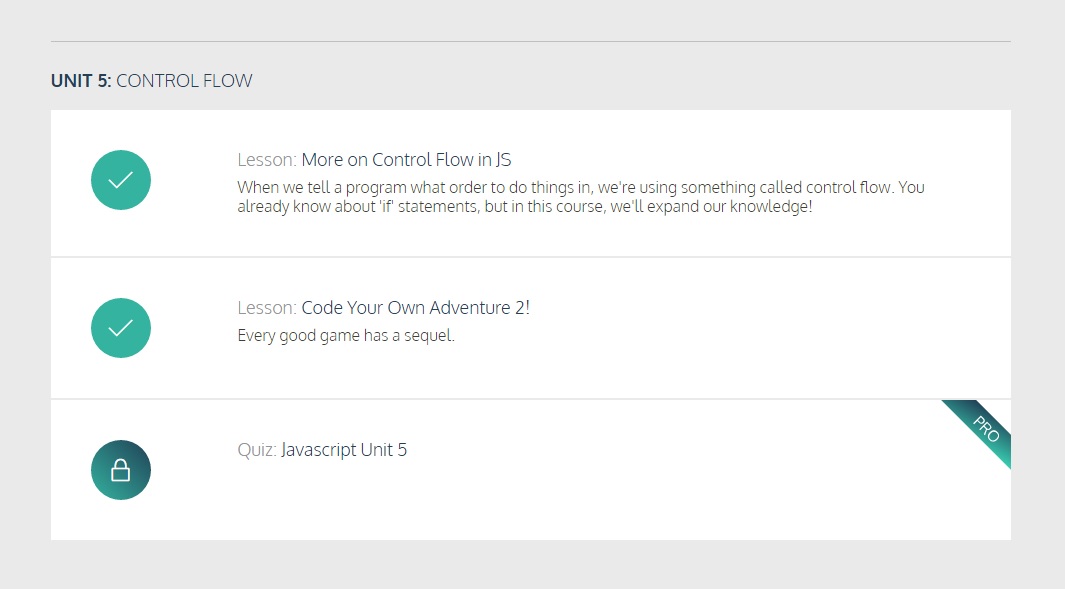 UNIT 5: CONTROL FLOW
Lesson: More on Control Flow in JS
When we tell a program what order to do things in, we're using something called control flow. You
already know about 'if' statements, but in this course, we'll expand our knowledge!
Lesson: Code Your Own Adventure 2!
Every good game has a sequel.
PRO
Quiz: Javascript Unit 5